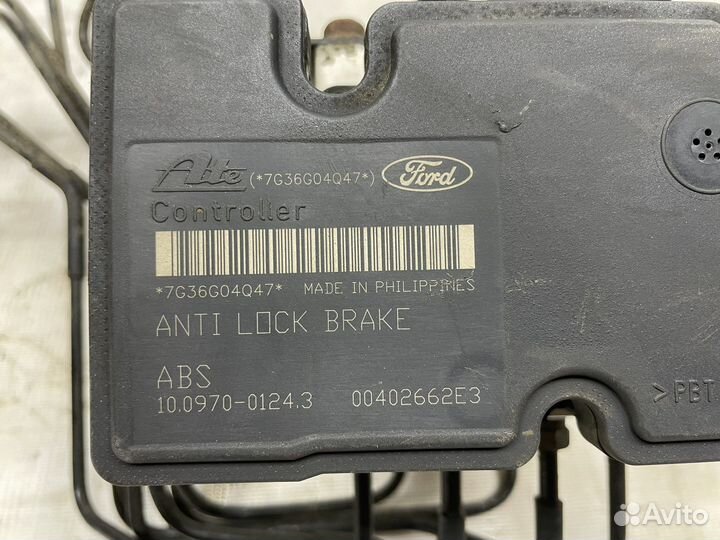 Ate (*7G36G04Q47*) Ford
Controller
*7G36G04Q47* MADE IN PHILIPPINES
ANTI LOCK BRAKE
ABS
10.0970-0124.3 00402662E3
>PBT
Avito